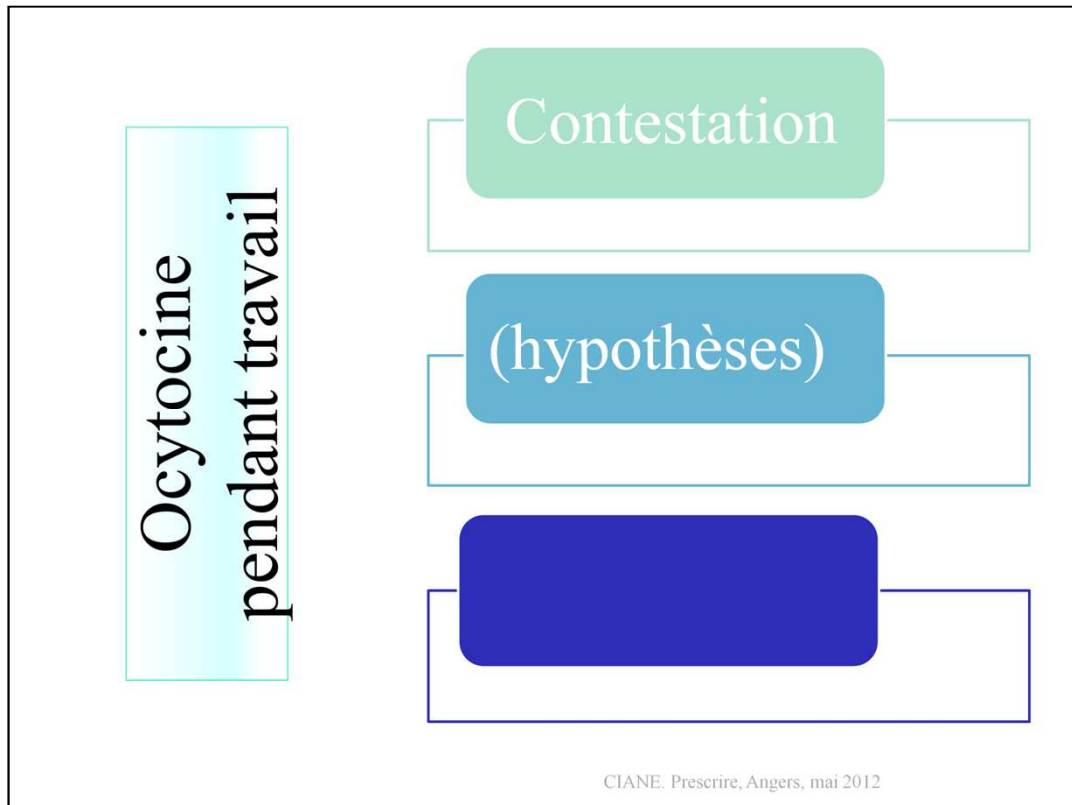 Ocytocine
pendant travail
Contestation
(hypothèses)
CIANE. Prescrire, Angers, mai 2012